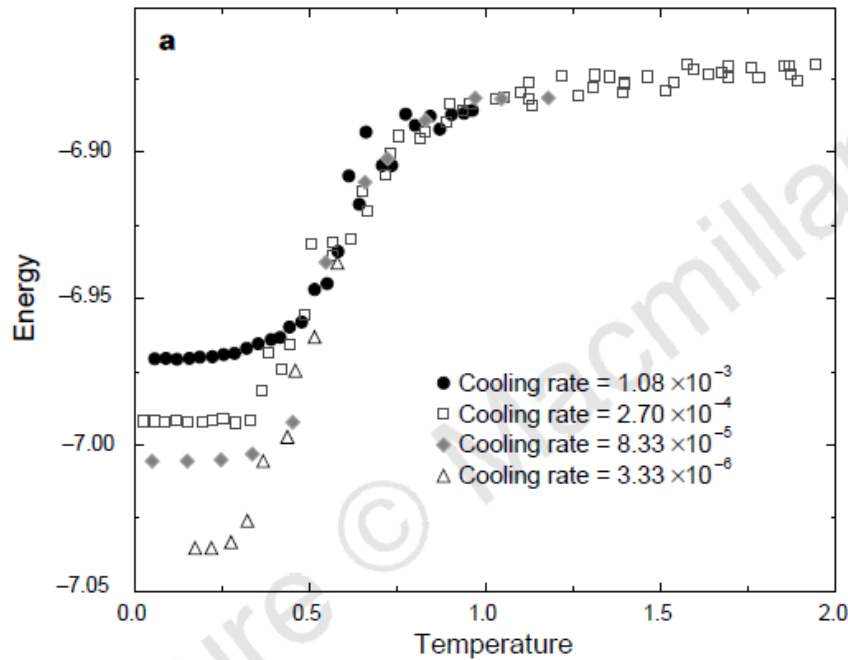 a
−6.90
−6.95
−7.00
−7.05
Energy
● Cooling rate = 1.08 ×10⁻³
□ Cooling rate = 2.70 ×10⁻⁴
◆ Cooling rate = 8.33 ×10⁻⁵
△ Cooling rate = 3.33 ×10⁻⁶
0.0 0.5 1.0 1.5 2.0
Temperature
ure © Macmillan